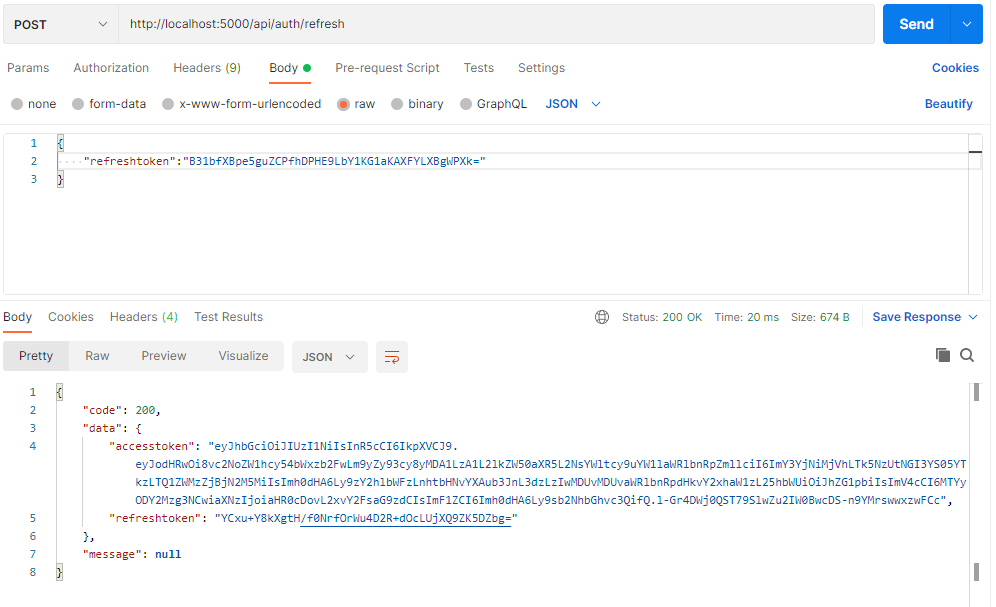 POST http://localhost:5000/api/auth/refresh Send
Params Authorization Headers (9) Body Pre-request Script Tests Settings Cookies
none form-data x-www-form-urlencoded raw binary GraphQL JSON Beautify
1 {
2 "refreshtoken":"B31bfXBpe5guZCPfhDPHE9LbY1KG1aKAXFYLXBgWPXk="
3 }
Body Cookies Headers (4) Test Results Status: 200 OK Time: 20 ms Size: 674 B Save Response
Pretty Raw Preview Visualize JSON
1 {
2 "code": 200,
3 "data": {
4 "accesstoken": "eyJhbGciOiJIUzI1NiIsInR5cCI6IkpXVCJ9.
eyJodHRwOi8vc2NoZW1hcy54bWxzb2FwLm9yZy93cy8yMDA1LzA1L2lkZW50aXR5L2NsYWltcy9uYW1laWRlbnRpZmllciI6ImY3YjNiMjVhLTk5NzUtNGI3YS05YT
kzLTQ1ZWMzZjBjN2M5MiIsImh0dHA6Ly9zY2hlbWFzLnhtbHNvYXAub3JnL3dzLzIwMDUvMDUvaWRlbnRpdHkvY2xhaW1zL25hbWUiOiJhZG1pbiIsImV4cCI6MTYy
ODY2Mzg3NCwiaXNzIjoiaHR0cDovL2xvY2FsaG9zdCIsImF1ZCI6Imh0dHA6Ly9sb2NhbGhvc3QifQ.l-Gr4DWj0QST79SlwZu2IW0BwcDS-n9YMrswwxzwFCc",
5 "refreshtoken": "YCxu+Y8kXgtH/f0NrfOrWu4D2R+dOcLUjXQ9ZK5DZbg="
6 },
7 "message": null
8 }